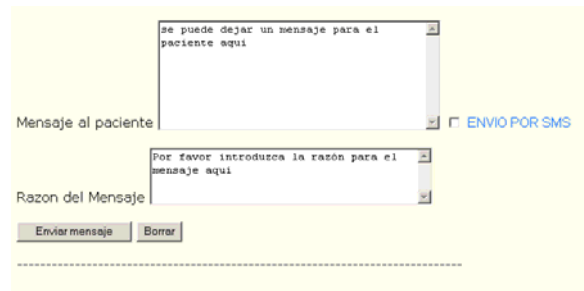 se puede dejar un mensaje para el
paciente aqui
Mensaje al paciente
ENVIO POR SMS
Por favor introduzca la razón para el
mensaje aqui
Razon del Mensaje
Enviar mensaje
Borrar